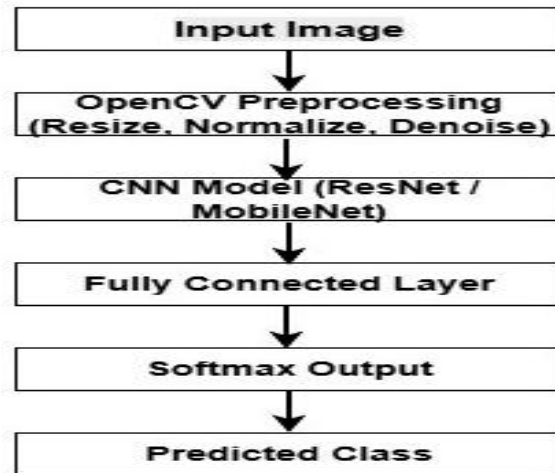 Input Image
OpenCV Preprocessing
(Resize, Normalize, Denoise)
CNN Model (ResNet /
MobileNet)
Fully Connected Layer
Softmax Output
Predicted Class